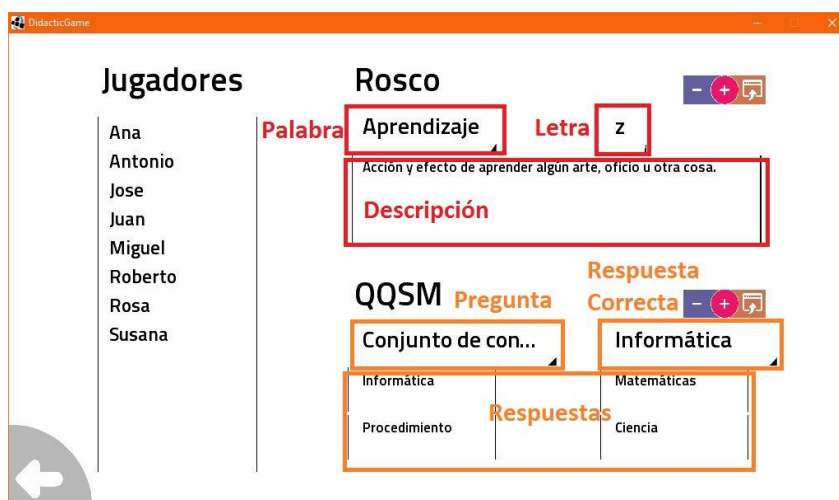 DidacticGame
Jugadores
Ana
Antonio
Jose
Juan
Miguel
Roberto
Rosa
Susana
Rosco
Palabra Aprendizaje Letra z
Acción y efecto de aprender algún arte, oficio u otra cosa.
Descripción
QQSM Pregunta Respuesta Correcta
Conjunto de con... Informática
Informática Matemáticas
Respuestas
Procedimiento Ciencia